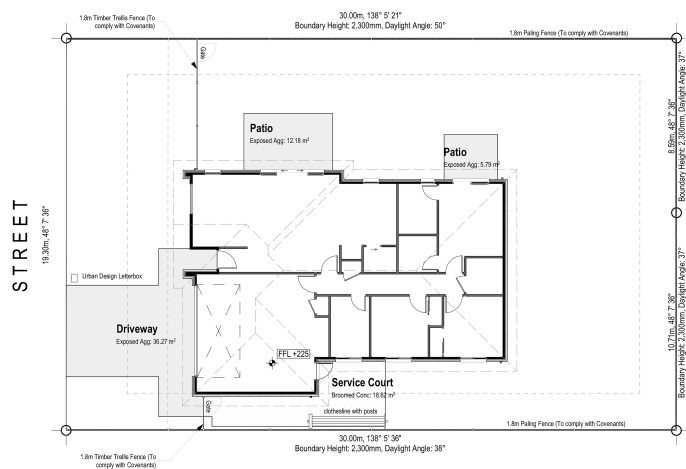 30.00m, 138° 5' 21"
Boundary Height: 2,300mm, Daylight Angle: 50°
1.8m Timber Trellis Fence (To
comply with Covenants)
1.8m Paling Fence (To comply with Covenants)
Gate
8.59m, 48° 7' 36"
Boundary Height: 2,300mm, Daylight Angle: 37°
Patio
Exposed Agg: 12.18 m²
Patio
Exposed Agg: 5.79 m²
STREET
19.30m, 48° 7' 36"
Urban Design Letterbox
Driveway
Exposed Agg: 36.27 m²
FFL +225
10.71m, 48° 7' 36"
Boundary Height: 2,300mm, Daylight Angle: 37°
Service Court
Broomed Conc: 18.62 m²
clothesline with posts
Gate
1.8m Paling Fence (To comply with Covenants)
30.00m, 138° 5' 36"
Boundary Height: 2,300mm, Daylight Angle: 38°
1.8m Timber Trellis Fence (To
comply with Covenants)